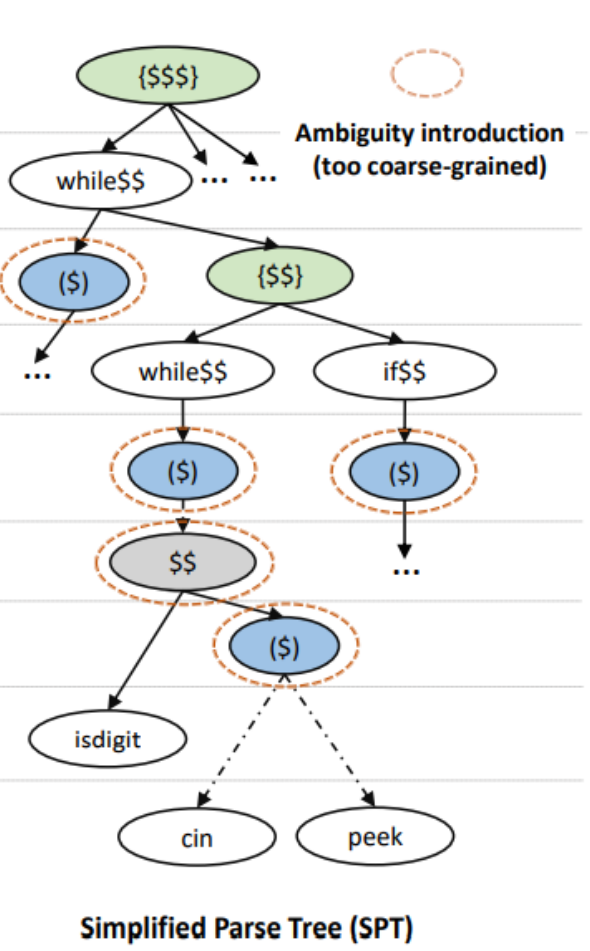 {$$$}
Ambiguity introduction
(too coarse-grained)
while$$
... ...
($)
{$$}
...
while$$
if$$
($)
($)
$$
...
($)
isdigit
cin
peek
Simplified Parse Tree (SPT)